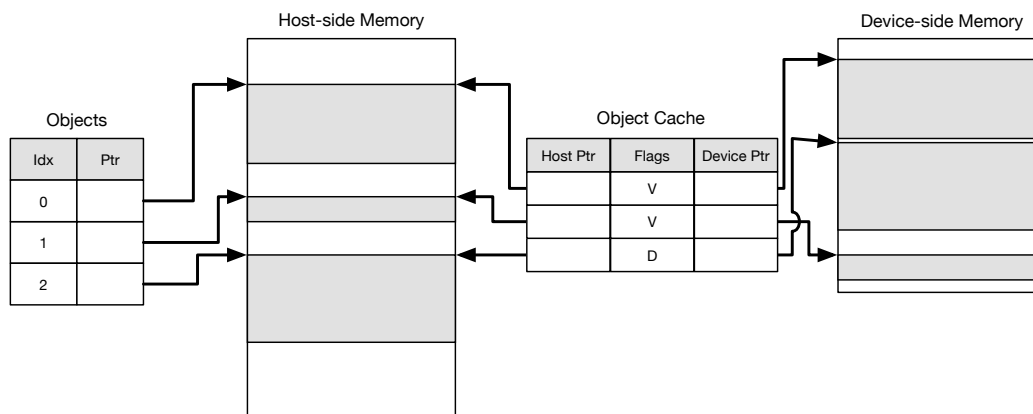 Host-side Memory
Device-side Memory
Objects
Object Cache
Idx Ptr
Host Ptr Flags Device Ptr
0
V
1
V
2
D